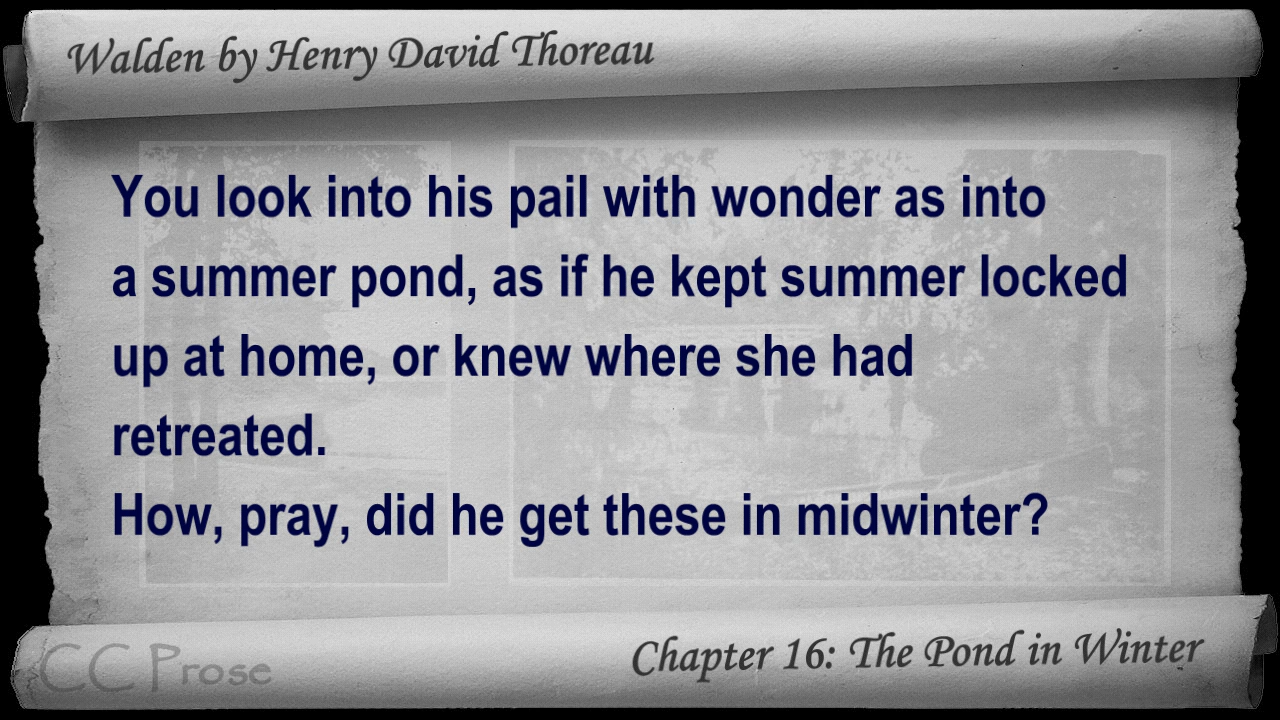 Walden by Henry David Thoreau
You look into his pail with wonder as into
a summer pond, as if he kept summer locked
up at home, or knew where she had
retreated.
How, pray, did he get these in midwinter?
CC Prose
Chapter 16: The Pond in Winter